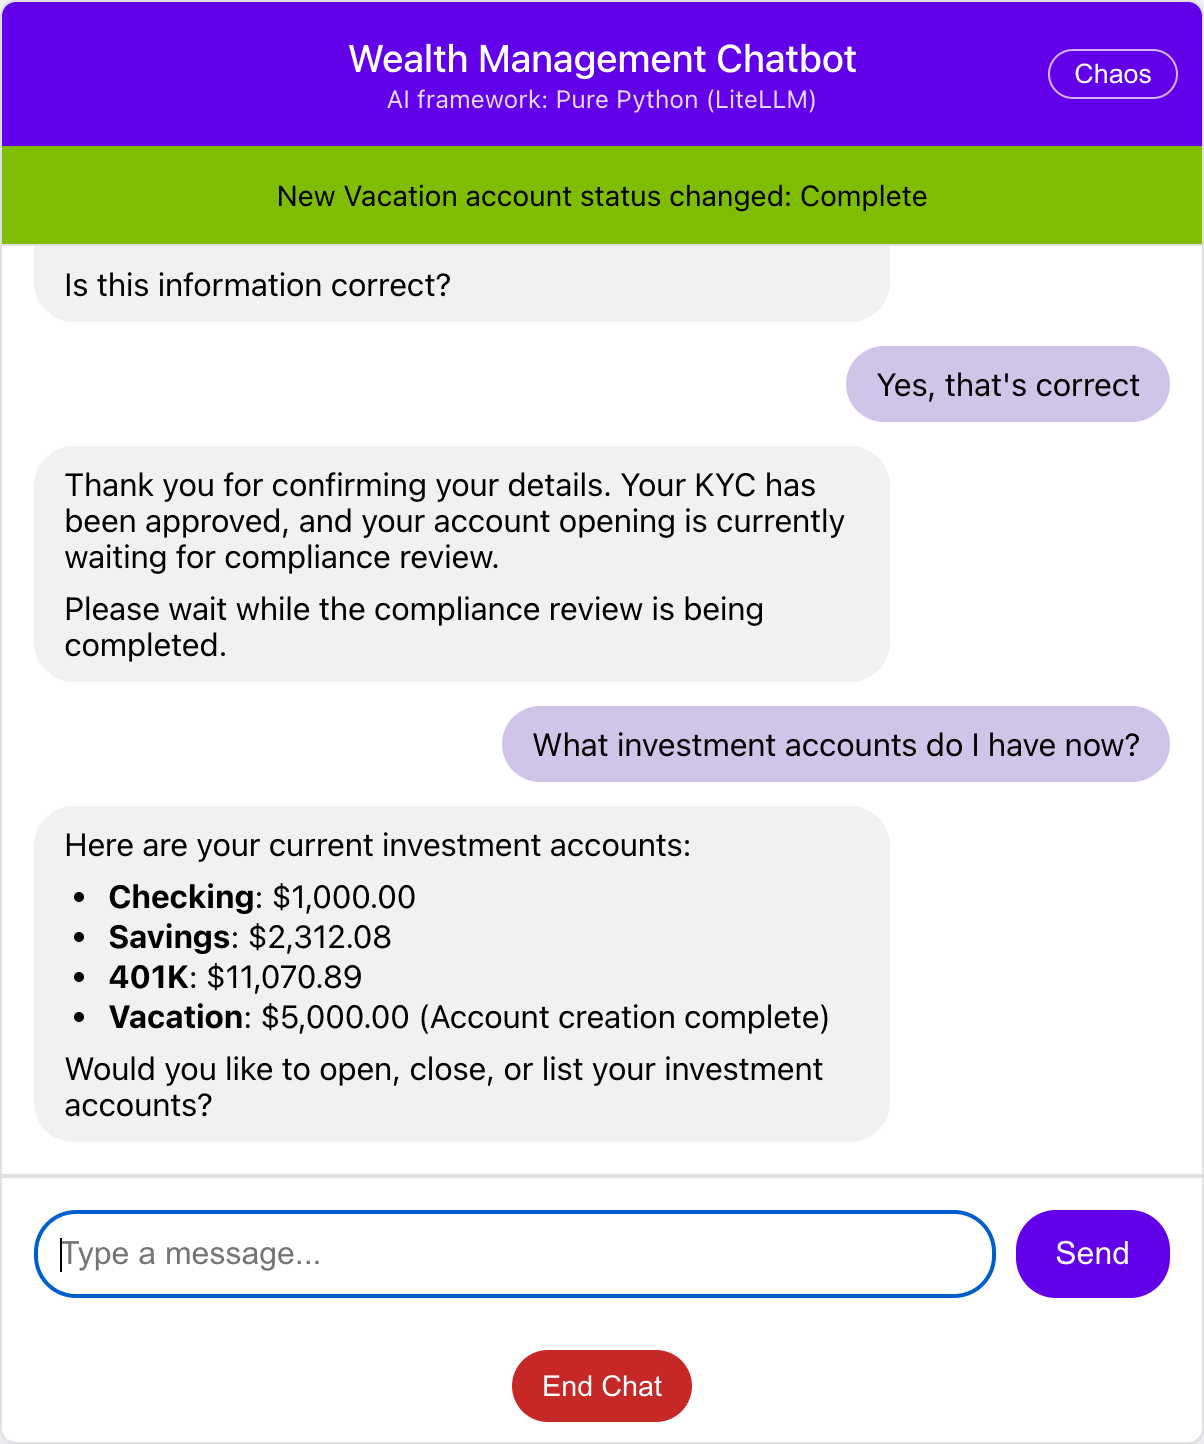 Wealth Management Chatbot
AI framework: Pure Python (LiteLLM)
Chaos
New Vacation account status changed: Complete
Is this information correct?
Yes, that's correct
Thank you for confirming your details. Your KYC has
been approved, and your account opening is currently
waiting for compliance review.
Please wait while the compliance review is being
completed.
What investment accounts do I have now?
Here are your current investment accounts:
• Checking: $1,000.00
• Savings: $2,312.08
• 401K: $11,070.89
• Vacation: $5,000.00 (Account creation complete)
Would you like to open, close, or list your investment
accounts?
Type a message...
Send
End Chat